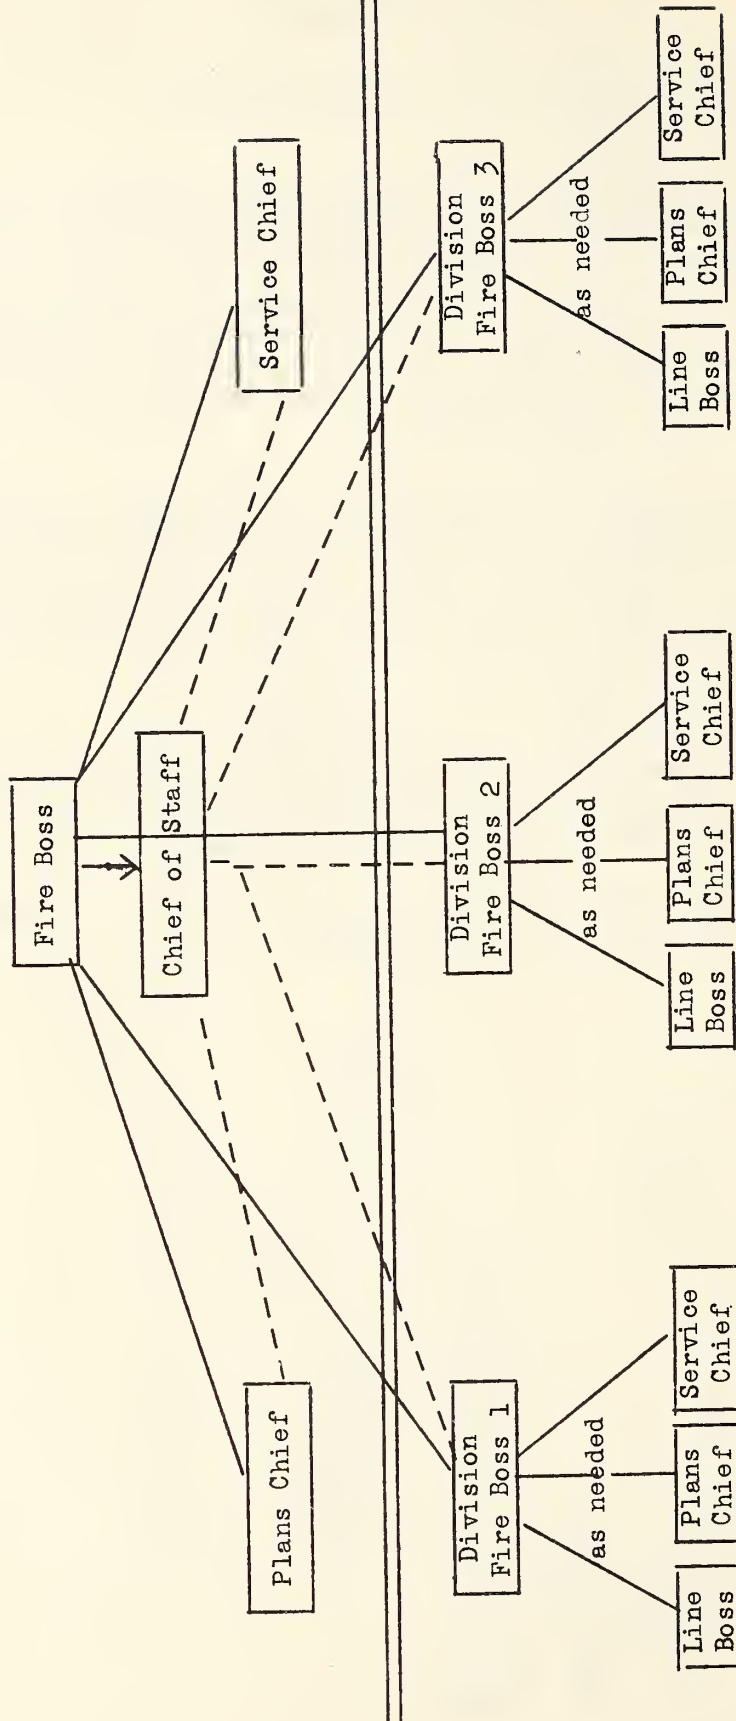 Fire Boss
Chief of Staff
Plans Chief
Service Chief
Division
Fire Boss 1
Division
Fire Boss 2
Division
Fire Boss 3
as needed
as needed
as needed
Line
Boss
Plans
Chief
Service
Chief
Line
Boss
Plans
Chief
Service
Chief
Line
Boss
Plans
Chief
Service
Chief